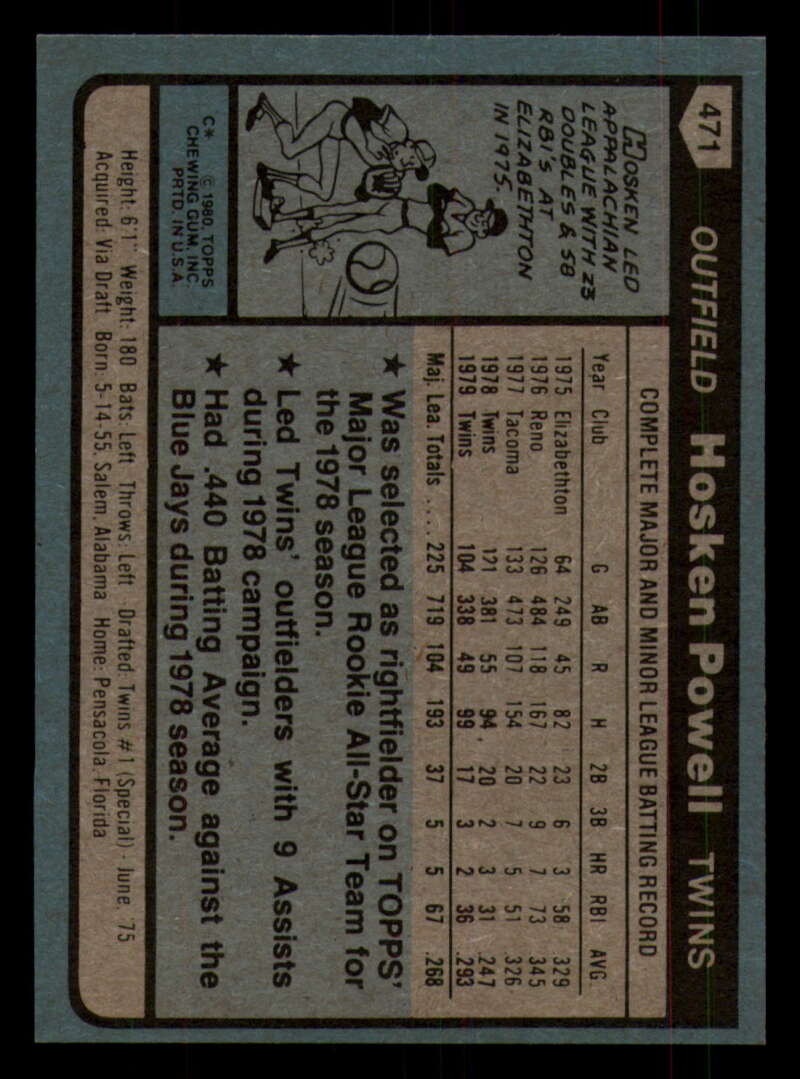 471 OUTFIELD Hosken Powell TWINS
HOSKEN LED
APPALACHIAN
LEAGUE WITH 23
DOUBLES & 58
RBI'S AT
ELIZABETHTON
IN 1975.
C* © 1980 TOPPS
CHEWING GUM, INC.
PRTD. IN U.S.A.
COMPLETE MAJOR AND MINOR LEAGUE BATTING RECORD
Year Club G AB R H 2B 3B HR RBI AVG
1975 Elizabethton 64 249 45 82 23 6 3 58 .329
1976 Reno 126 484 118 167 22 9 7 73 .345
1977 Tacoma 133 473 107 154 20 7 5 51 .326
1978 Twins 121 381 55 94 20 2 3 31 .247
1979 Twins 104 338 49 99 17 3 2 36 .293
Maj. Lea. Totals .... 225 719 104 193 37 5 5 67 .268
★ Was selected as rightfielder on TOPPS'
Major League Rookie All-Star Team for
the 1978 season.
★ Led Twins' outfielders with 9 Assists
during 1978 campaign.
★ Had .440 Batting Average against the
Blue Jays during 1978 season.
Height: 6'1" Weight: 180 Bats: Left Throws: Left Drafted: Twins #1 (Special) - June, '75
Acquired: Via Draft Born: 5-14-55, Salem, Alabama Home: Pensacola, Florida